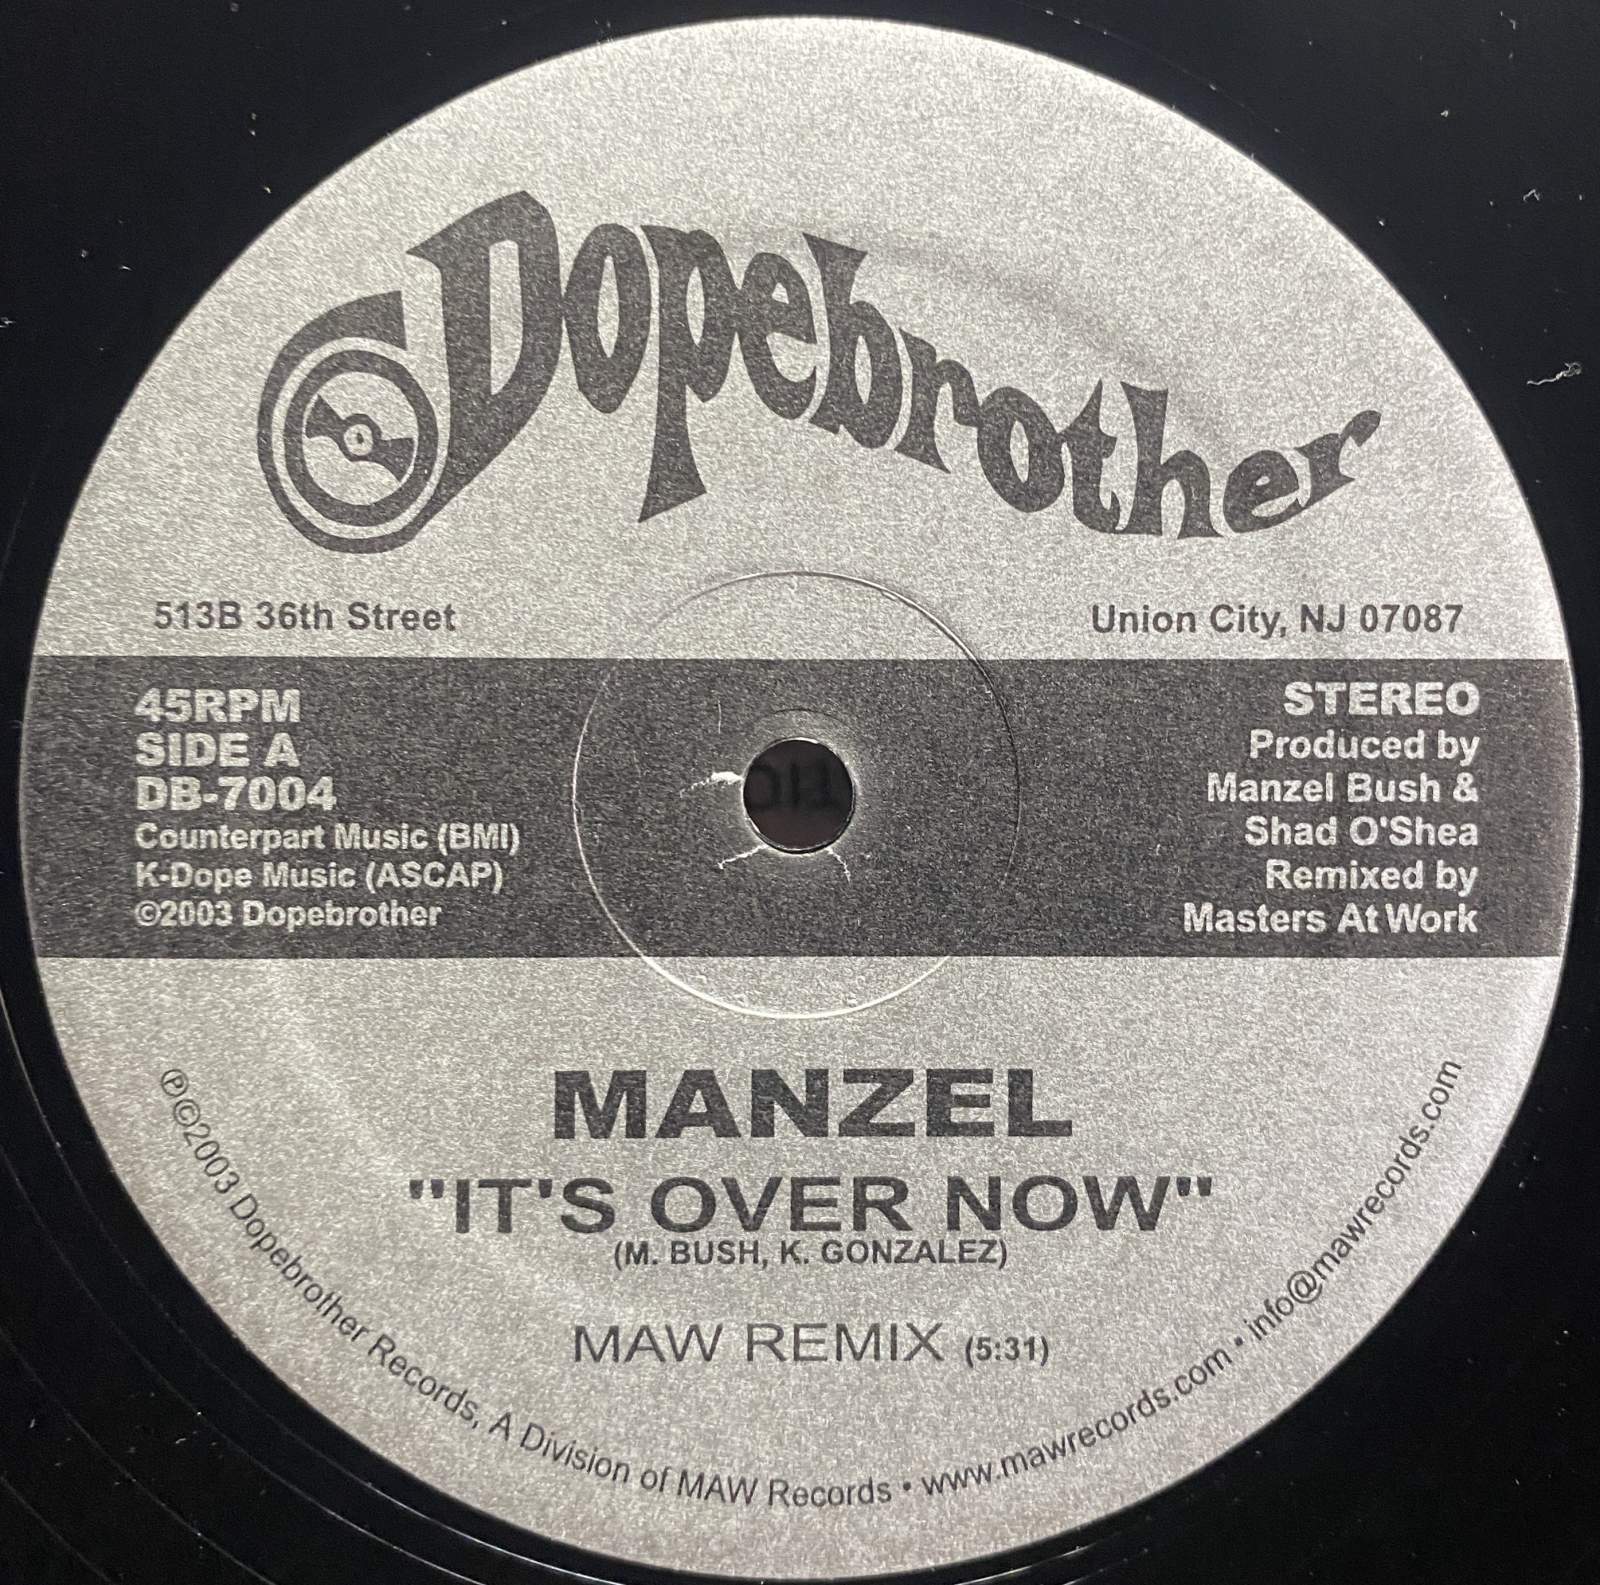 Dopebrother
513B 36th Street
Union City, NJ 07087
45RPM
SIDE A
DB-7004
Counterpart Music (BMI)
K-Dope Music (ASCAP)
©2003 Dopebrother
STEREO
Produced by
Manzel Bush &
Shad O'Shea
Remixed by
Masters At Work
MANZEL
"IT'S OVER NOW"
(M. BUSH, K. GONZALEZ)
MAW REMIX (5:31)
℗©2003 Dopebrother Records, A Division of MAW Records • www.mawrecords.com • info@mawrecords.com